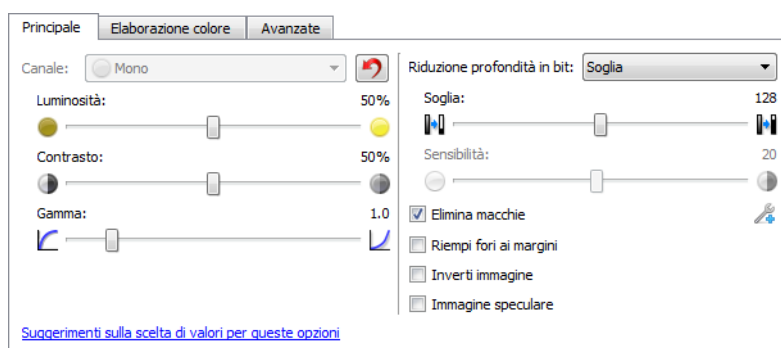 Principale Elaborazione colore Avanzate
Canale: Mono
Luminosità: 50%
Contrasto: 50%
Gamma: 1.0
Suggerimenti sulla scelta di valori per queste opzioni
Riduzione profondità in bit: Soglia
Soglia: 128
Sensibilità: 20
Elimina macchie
Riempi fori ai margini
Inverti immagine
Immagine speculare